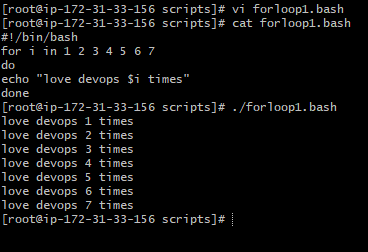 [root@ip-172-31-33-156 scripts]# vi forloop1.bash
[root@ip-172-31-33-156 scripts]# cat forloop1.bash
#!/bin/bash
for i in 1 2 3 4 5 6 7
do
echo "love devops $i times"
done
[root@ip-172-31-33-156 scripts]# ./forloop1.bash
love devops 1 times
love devops 2 times
love devops 3 times
love devops 4 times
love devops 5 times
love devops 6 times
love devops 7 times
[root@ip-172-31-33-156 scripts]#